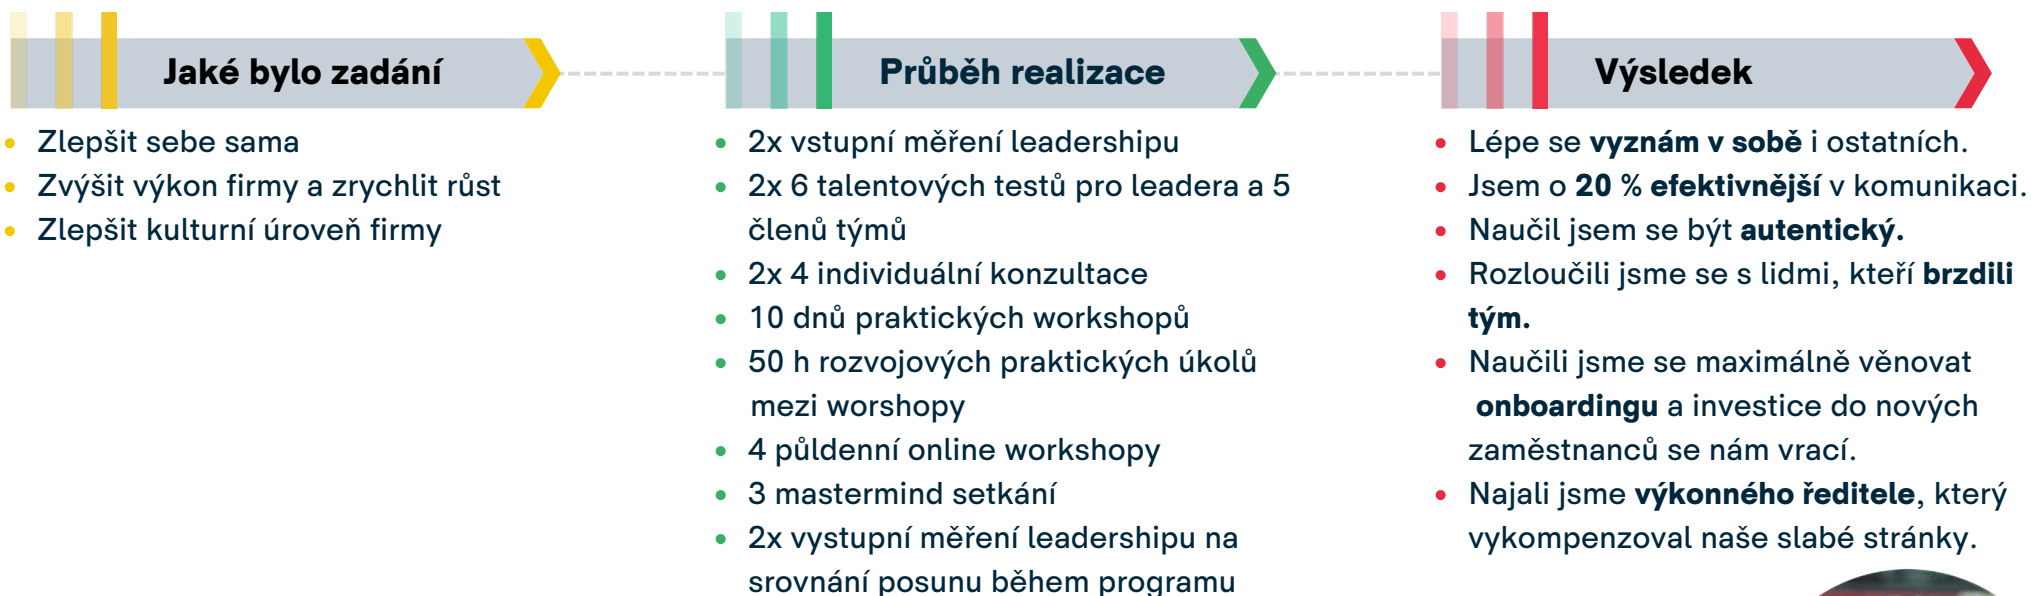 Jaké bylo zadání
• Zlepšit sebe sama
• Zvýšit výkon firmy a zrychlit růst
• Zlepšit kulturní úroveň firmy
Průběh realizace
• 2x vstupní měření leadershipu
• 2x 6 talentových testů pro leadera a 5
členů týmů
• 2x 4 individuální konzultace
• 10 dnů praktických workshopů
• 50 h rozvojových praktických úkolů
mezi worshopy
• 4 půldenní online workshopy
• 3 mastermind setkání
• 2x vystupní měření leadershipu na
srovnání posunu během programu
Výsledek
• Lépe se vyznám v sobě i ostatních.
• Jsem o 20 % efektivnější v komunikaci.
• Naučil jsem se být autentický.
• Rozloučili jsme se s lidmi, kteří brzdili
tým.
• Naučili jsme se maximálně věnovat
onboardingu a investice do nových
zaměstnanců se nám vrací.
• Najali jsme výkonného ředitele, který
vykompenzoval naše slabé stránky.